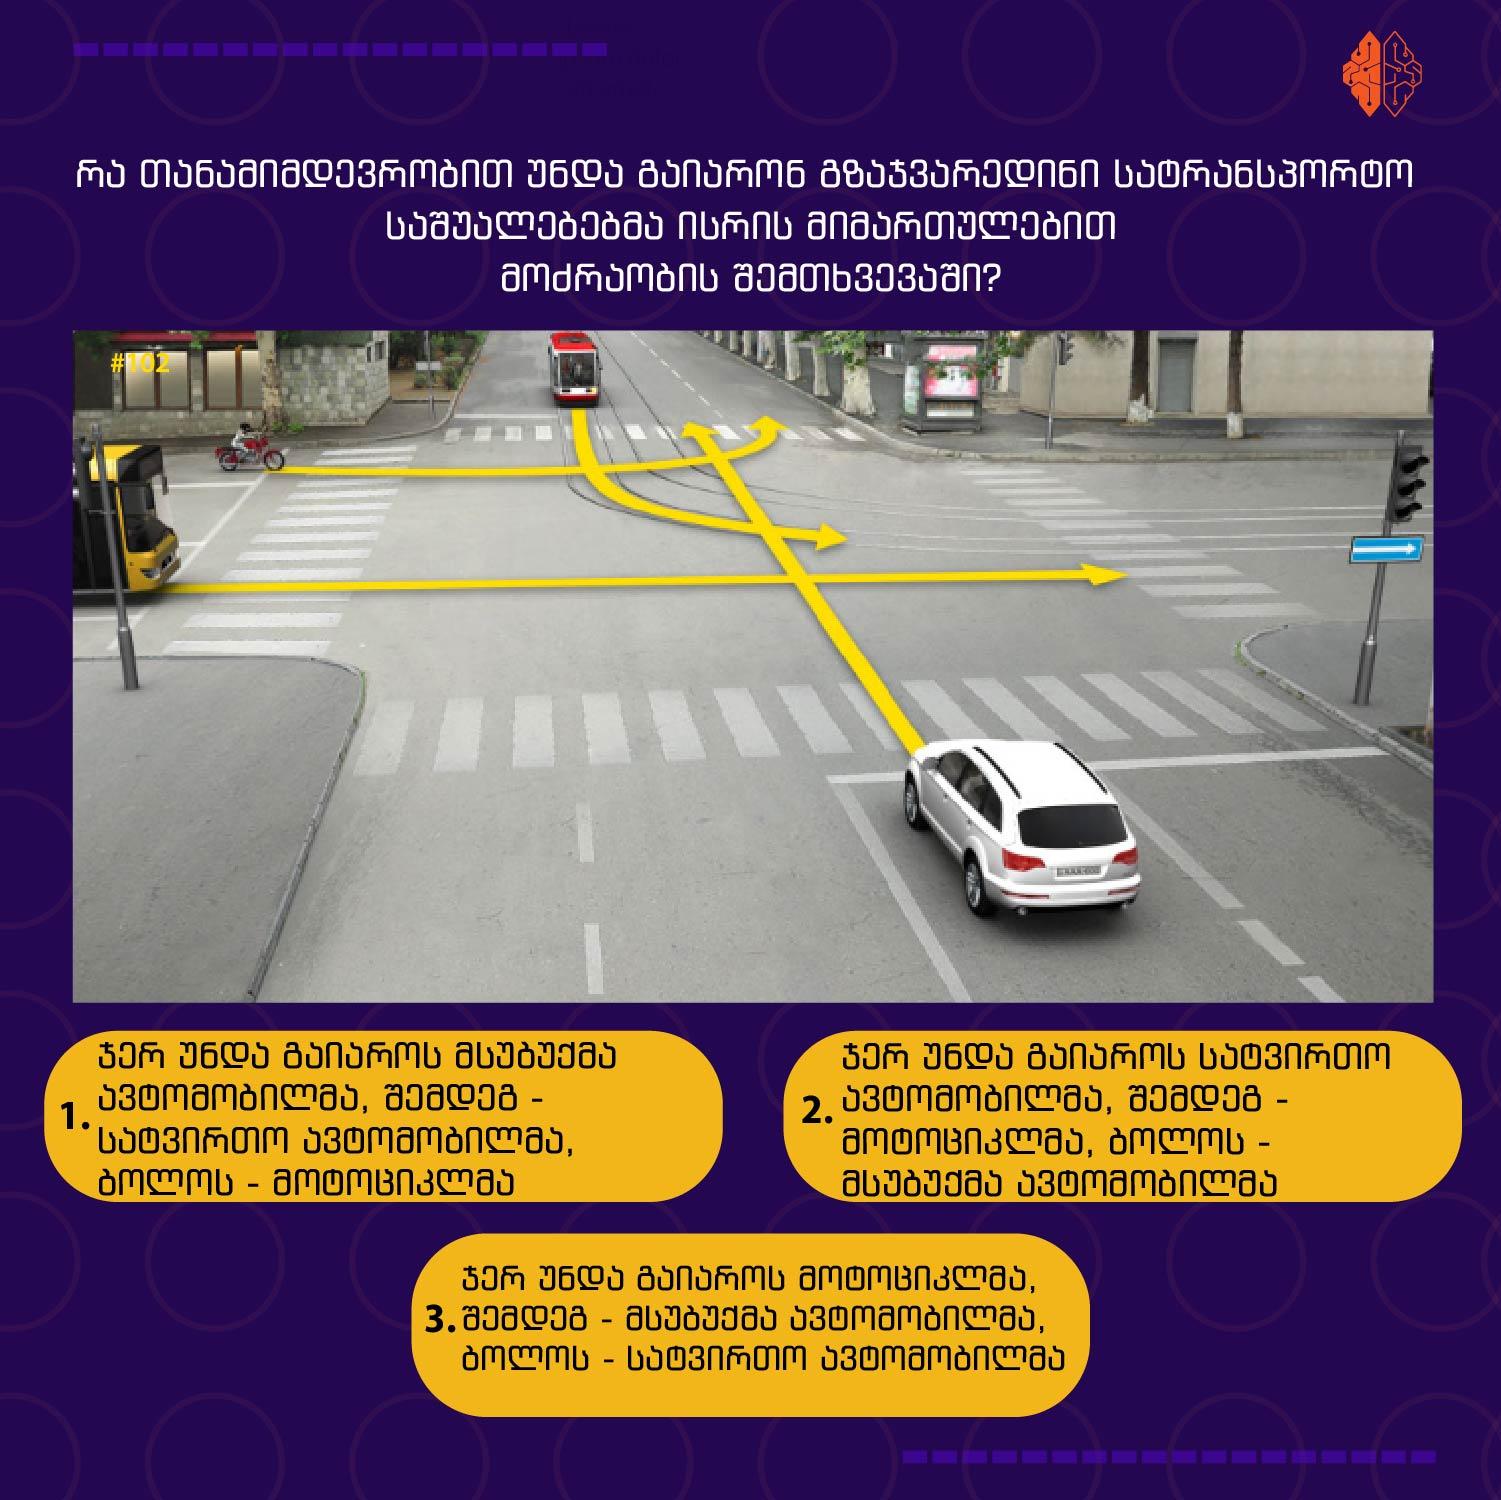 რა თანამიმდევრობით უნდა გაიარონ გზაჯვარედინი სატრანსპორტო
საშუალებებმა ისრის მიმართულებით
მოძრაობის შემთხვევაში?
#102
1. ჯერ უნდა გაიაროს მსუბუქმა
ავტომობილმა, შემდეგ -
სატვირთო ავტომობილმა,
ბოლოს - მოტოციკლმა
2. ჯერ უნდა გაიაროს სატვირთო
ავტომობილმა, შემდეგ -
მოტოციკლმა, ბოლოს -
მსუბუქმა ავტომობილმა
3. ჯერ უნდა გაიაროს მოტოციკლმა,
შემდეგ - მსუბუქმა ავტომობილმა,
ბოლოს - სატვირთო ავტომობილმა